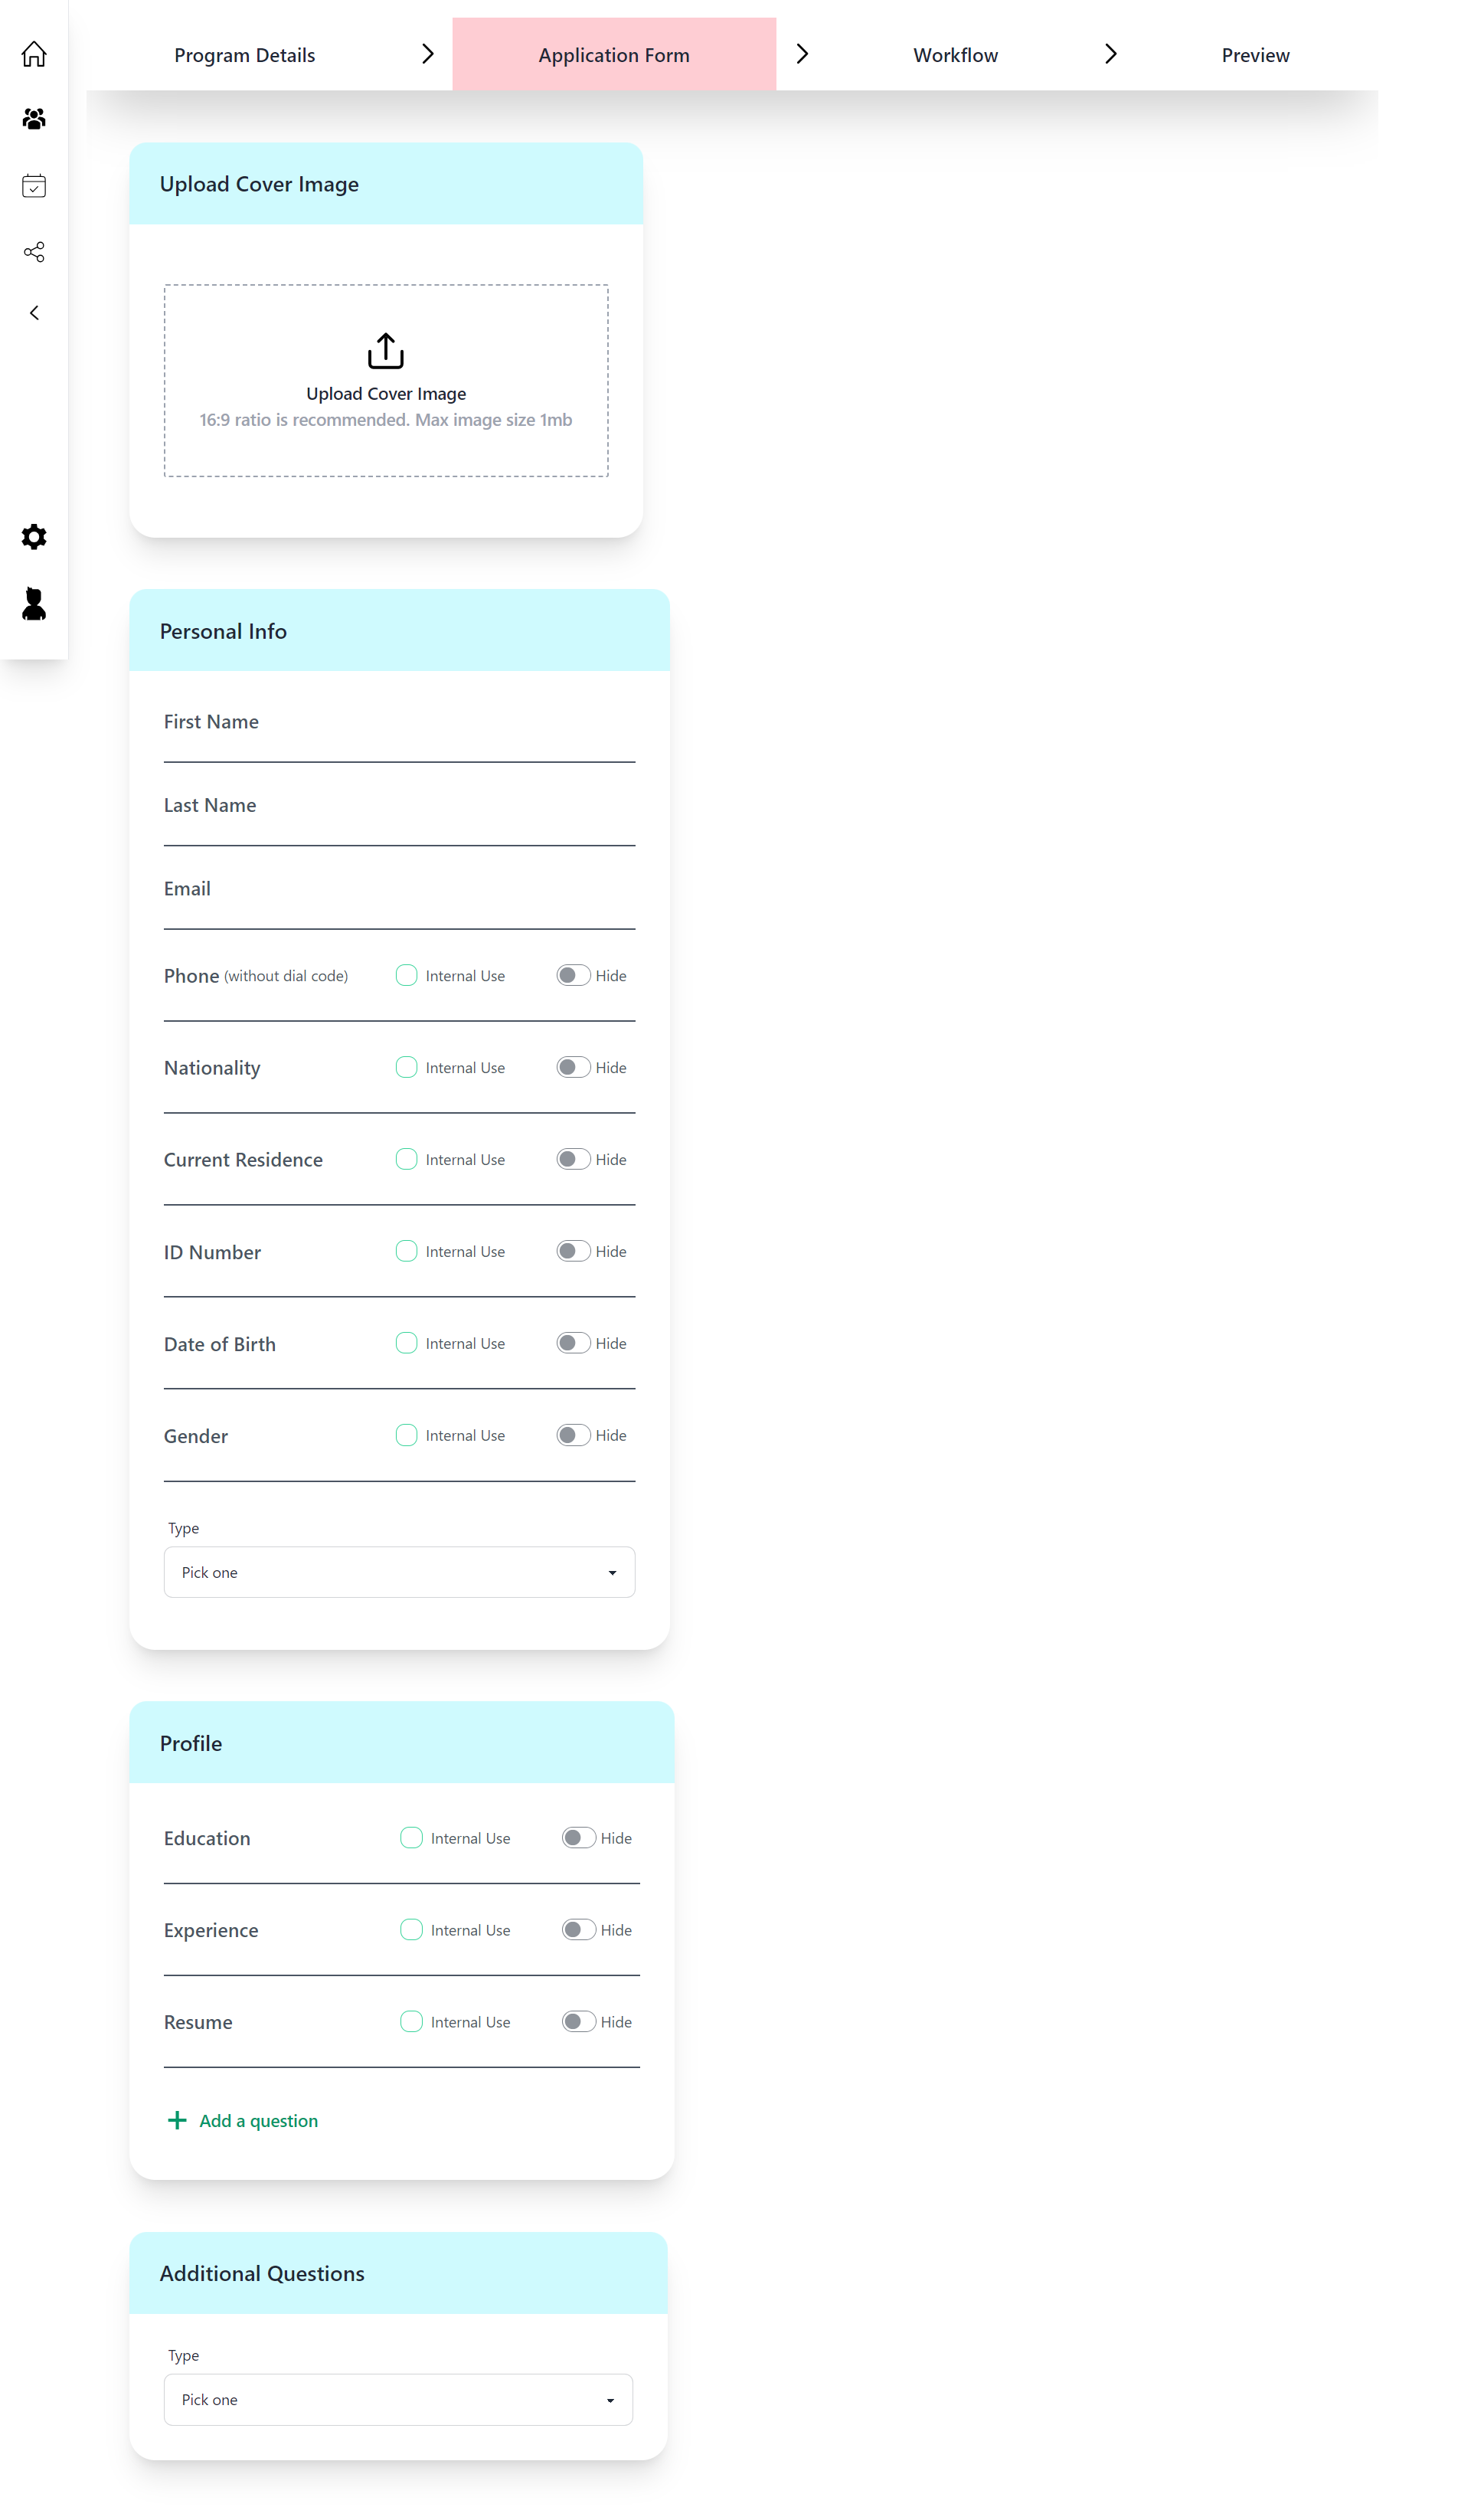 Program Details
Application Form
Workflow
Preview
Upload Cover Image
Upload Cover Image
16:9 ratio is recommended. Max image size 1mb
Personal Info
First Name
Last Name
Email
Phone (without dial code) Internal Use Hide
Nationality Internal Use Hide
Current Residence Internal Use Hide
ID Number Internal Use Hide
Date of Birth Internal Use Hide
Gender Internal Use Hide
Type
Pick one
Profile
Education Internal Use Hide
Experience Internal Use Hide
Resume Internal Use Hide
Add a question
Additional Questions
Type
Pick one